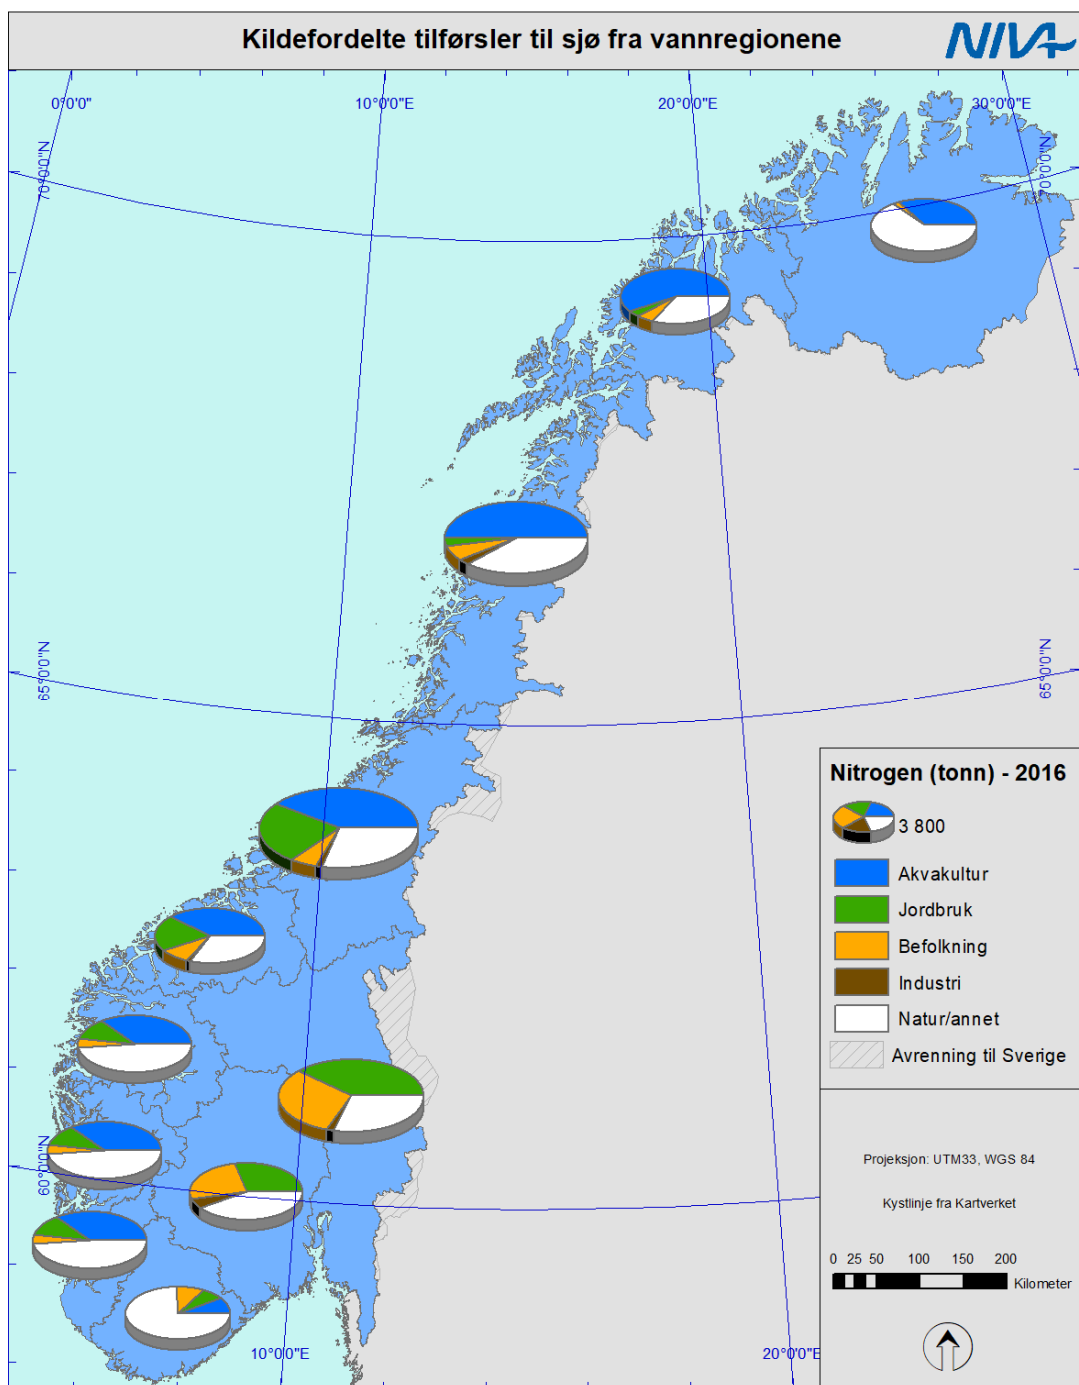 Kildefordelte tilførsler til sjø fra vannregionene
NIVA
0°0'0"
10°0'0"E
20°0'0"E
30°0'0"E
70°0'0"N
70°0'0"N
65°0'0"N
65°0'0"N
60°0'0"N
10°0'0"E
20°0'0"E
Nitrogen (tonn) - 2016
3 800
Akvakultur
Jordbruk
Befolkning
Industri
Natur/annet
Avrenning til Sverige
Projeksjon: UTM33, WGS 84
Kystlinje fra Kartverket
0 25 50 100 150 200
Kilometer